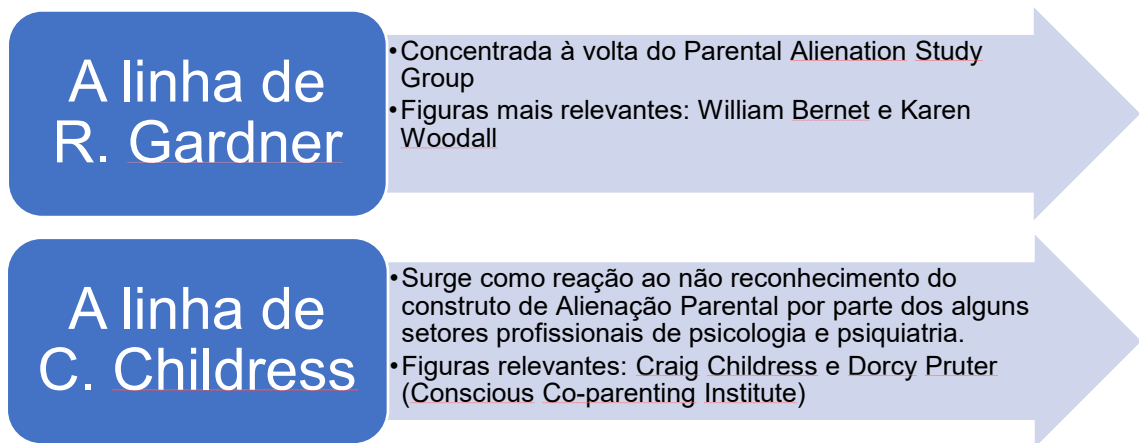 A linha de
R. Gardner
•Concentrada à volta do Parental Alienation Study
Group
•Figuras mais relevantes: William Bernet e Karen
Woodall
A linha de
C. Childress
•Surge como reação ao não reconhecimento do
construto de Alienação Parental por parte dos alguns
setores profissionais de psicologia e psiquiatria.
•Figuras relevantes: Craig Childress e Dorcy Pruter
(Conscious Co-parenting Institute)